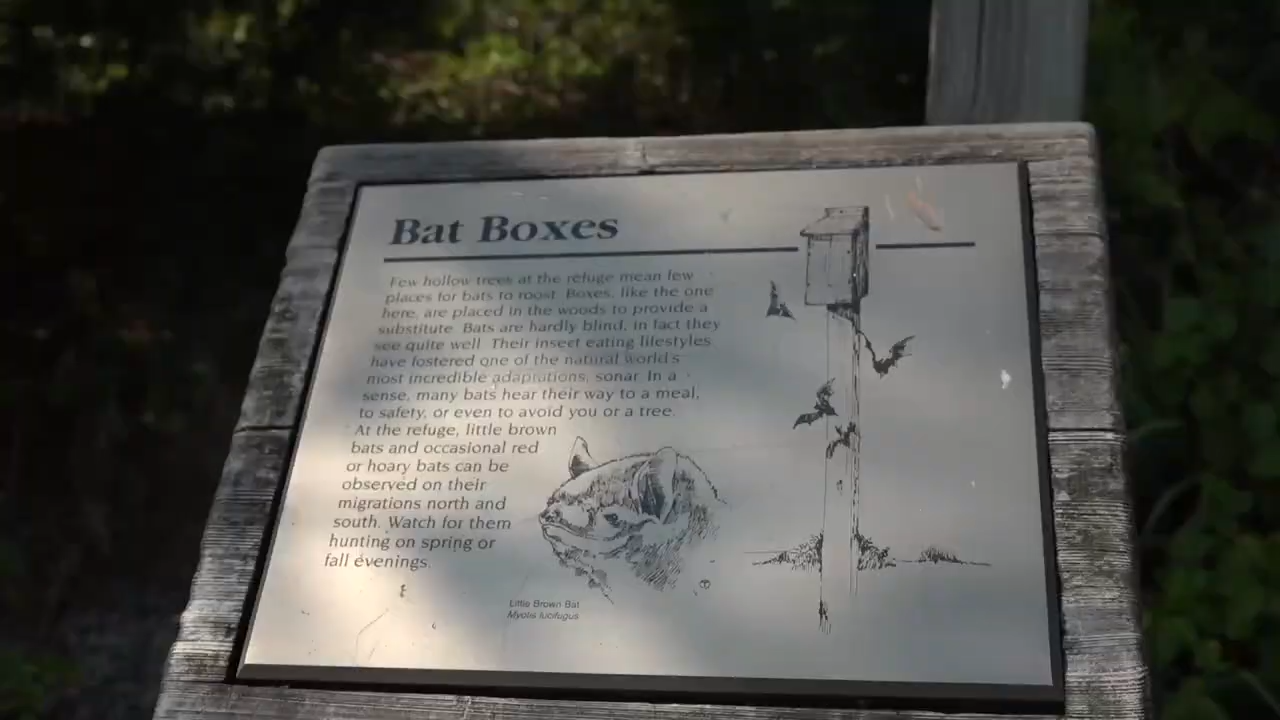 Bat Boxes
Few hollow trees at the refuge mean few
places for bats to roost. Boxes, like the one
here, are placed in the woods to provide a
substitute. Bats are hardly blind, in fact they
see quite well. Their insect eating lifestyles
have fostered one of the natural world's
most incredible adaptations, sonar. In a
sense, many bats hear their way to a meal,
to safety, or even to avoid you or a tree.
At the refuge, little brown
bats and occasional red
or hoary bats can be
observed on their
migrations north and
south. Watch for them
hunting on spring or
fall evenings.
Little Brown Bat
Myotis lucifugus